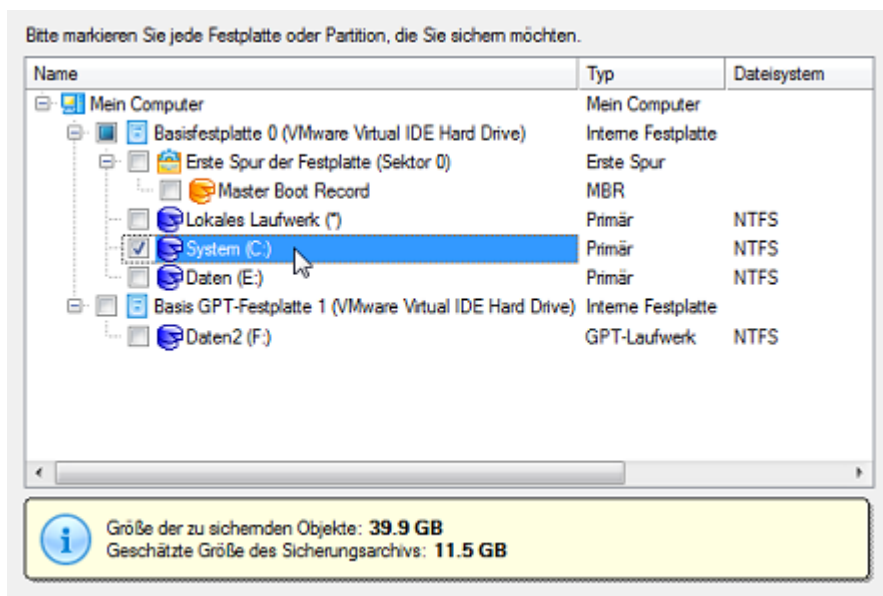 Bitte markieren Sie jede Festplatte oder Partition, die Sie sichern möchten.
Name Typ Dateisystem
Mein Computer Mein Computer
Basisfestplatte 0 (VMware Virtual IDE Hard Drive) Interne Festplatte
Erste Spur der Festplatte (Sektor 0) Erste Spur
Master Boot Record MBR
Lokales Laufwerk (*) Primär NTFS
System (C:) Primär NTFS
Daten (E:) Primär NTFS
Basis GPT-Festplatte 1 (VMware Virtual IDE Hard Drive) Interne Festplatte
Daten2 (F:) GPT-Laufwerk NTFS
Größe der zu sichernden Objekte: 39.9 GB
Geschätzte Größe des Sicherungsarchivs: 11.5 GB